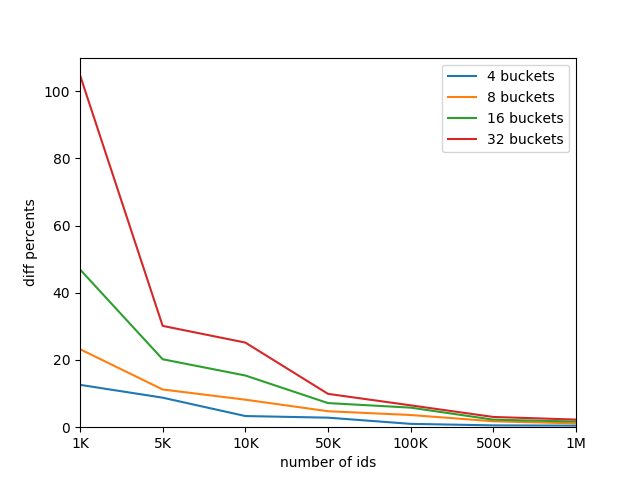 4 buckets
8 buckets
16 buckets
32 buckets
100
80
60
40
20
0
diff percents
1K 5K 10K 50K 100K 500K 1M
number of ids